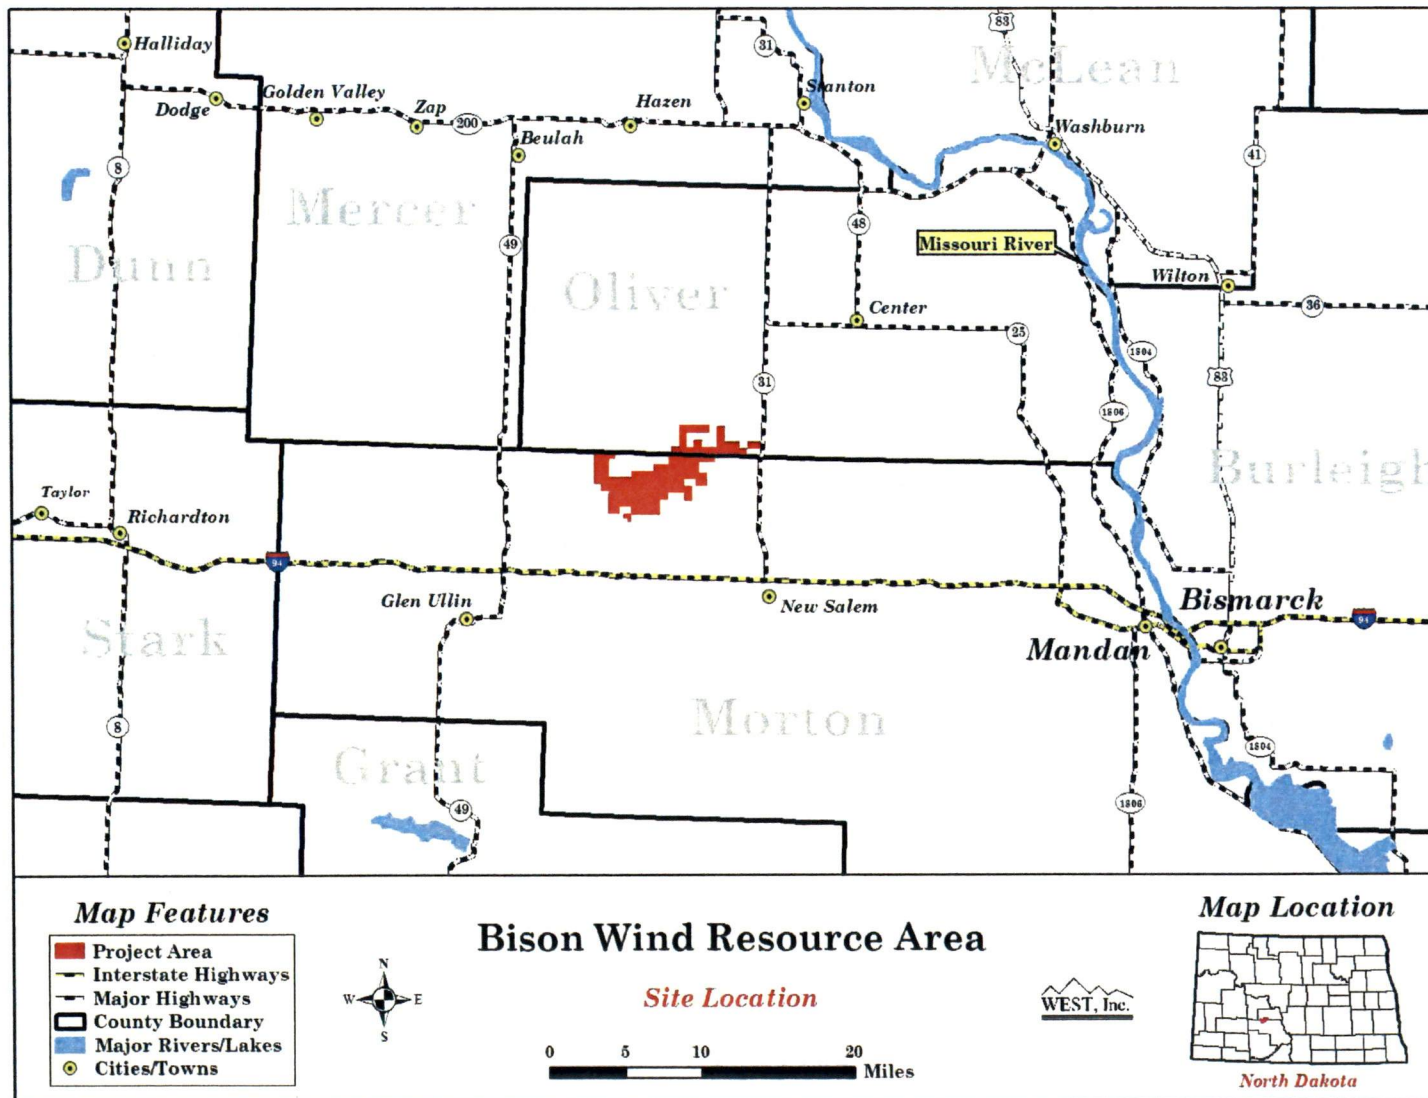 Halliday
31
83
McLean
Golden Valley
Dodge
Zap
200
Hazen
Stanton
Beulah
Washburn
8
41
Mercer
49
48
Dunn
Oliver
Missouri River
Wilton
Center
36
25
1804
31
83
1806
Burleigh
Taylor
Richardton
94
Glen Ullin
New Salem
Bismarck
94
Stark
Mandan
Morton
8
Grant
1804
49
1806
Map Features
Project Area
Interstate Highways
Major Highways
County Boundary
Major Rivers/Lakes
Cities/Towns
N
W E
S
Bison Wind Resource Area
Site Location
0 5 10 20
Miles
WEST, Inc.
Map Location
North Dakota